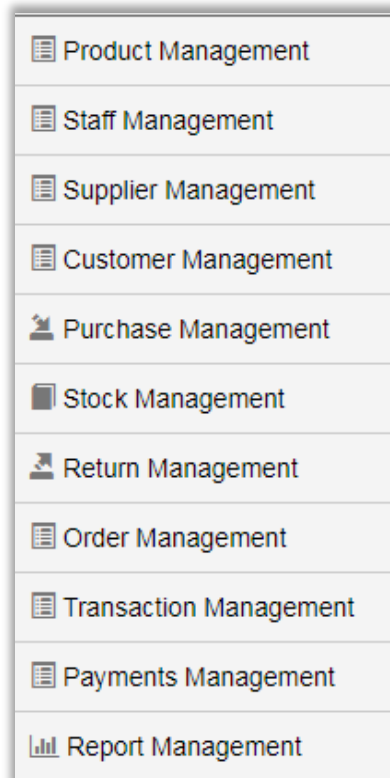 Product Management
Staff Management
Supplier Management
Customer Management
Purchase Management
Stock Management
Return Management
Order Management
Transaction Management
Payments Management
Report Management